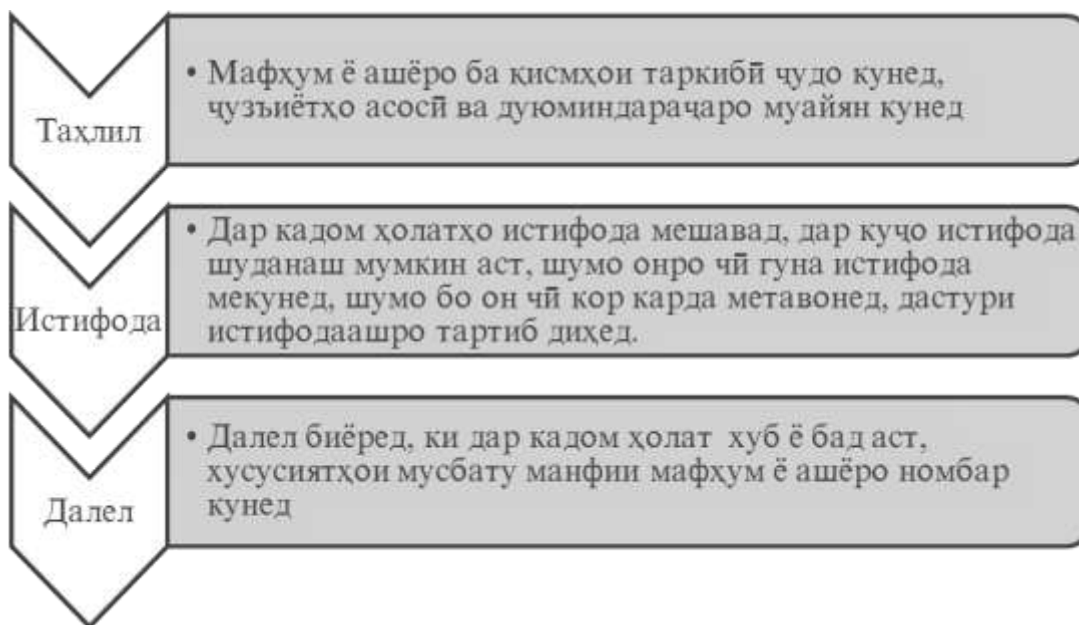 Таҳлил
• Мафҳум ё ашёро ба қисмҳои таркибӣ ҷудо кунед,
ҷузъиётҳо асосӣ ва дуюминдараҷаро муайян кунед
Истифода
• Дар кадом ҳолатҳо истифода мешавад, дар куҷо истифода
шуданаш мумкин аст, шумо онро чӣ гуна истифода
мекунед, шумо бо он чӣ кор карда метавонед, дастури
истифодаашро тартиб диҳед.
Далел
• Далел биёред, ки дар кадом ҳолат хуб ё бад аст,
хусусиятҳои мусбату манфии мафҳум ё ашёро номбар
кунед